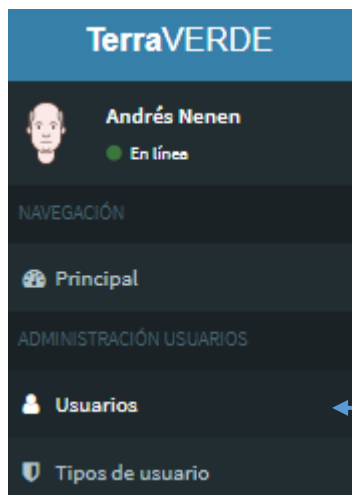 TerraVERDE
Andrés Nenen
En línea
NAVEGACIÓN
Principal
ADMINISTRACIÓN USUARIOS
Usuarios
Tipos de usuario